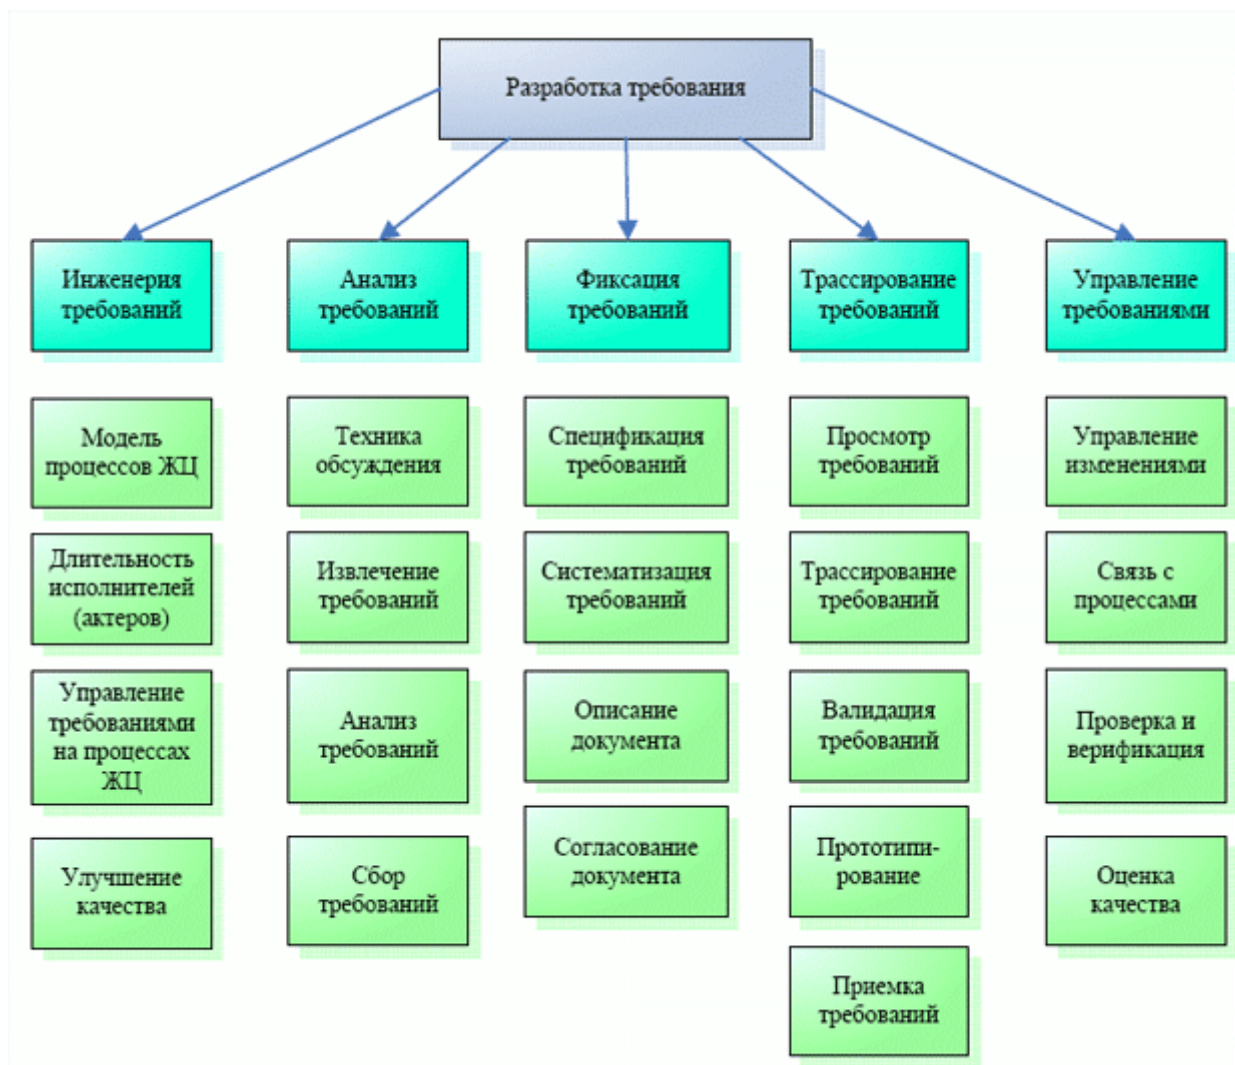 Разработка требования
Инженерия
требований
Анализ
требований
Фиксация
требований
Трассирование
требований
Управление
требованиями
Модель
процессов ЖЦ
Техника
обсуждения
Спецификация
требований
Просмотр
требований
Управление
изменениями
Длительность
исполнителей
(актеров)
Извлечение
требований
Систематизация
требований
Трассирование
требований
Связь с
процессами
Управление
требованиями
на процессах
ЖЦ
Анализ
требований
Описание
документа
Валидация
требований
Проверка и
верификация
Улучшение
качества
Сбор
требований
Согласование
документа
Прототипи-
рование
Оценка
качества
Приемка
требований